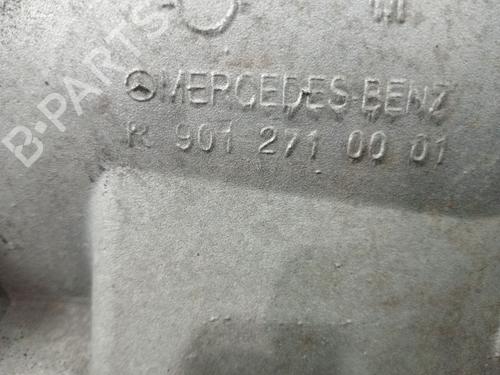 B-PARTS
MERCEDES-BENZ
R 901 271 00 01